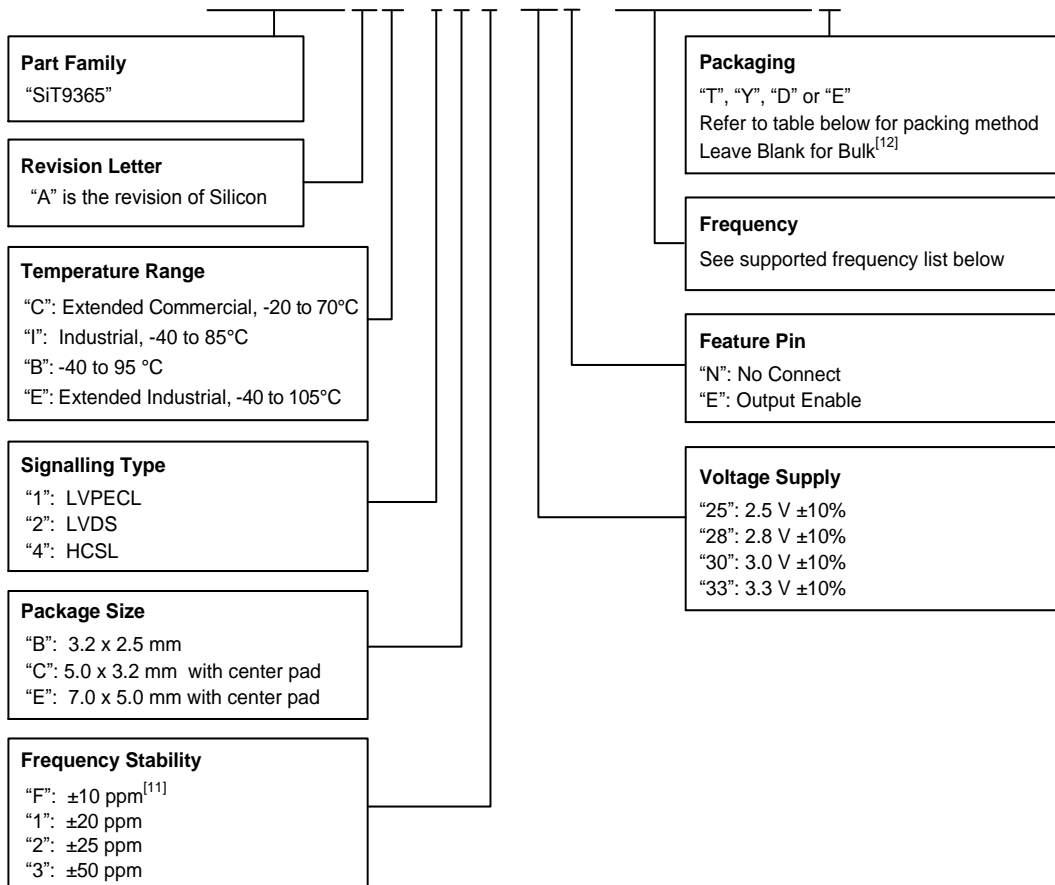 Part Family
“SiT9365”
Revision Letter
“A” is the revision of Silicon
Temperature Range
“C”: Extended Commercial, -20 to 70°C
“I”: Industrial, -40 to 85°C
“B”: -40 to 95 °C
“E”: Extended Industrial, -40 to 105°C
Signalling Type
“1”: LVPECL
“2”: LVDS
“4”: HCSL
Package Size
“B”: 3.2 x 2.5 mm
“C”: 5.0 x 3.2 mm with center pad
“E”: 7.0 x 5.0 mm with center pad
Frequency Stability
“F”: ±10 ppm[11]
“1”: ±20 ppm
“2”: ±25 ppm
“3”: ±50 ppm
Packaging
“T”, “Y”, “D” or “E”
Refer to table below for packing method
Leave Blank for Bulk[12]
Frequency
See supported frequency list below
Feature Pin
“N”: No Connect
“E”: Output Enable
Voltage Supply
“25”: 2.5 V ±10%
“28”: 2.8 V ±10%
“30”: 3.0 V ±10%
“33”: 3.3 V ±10%